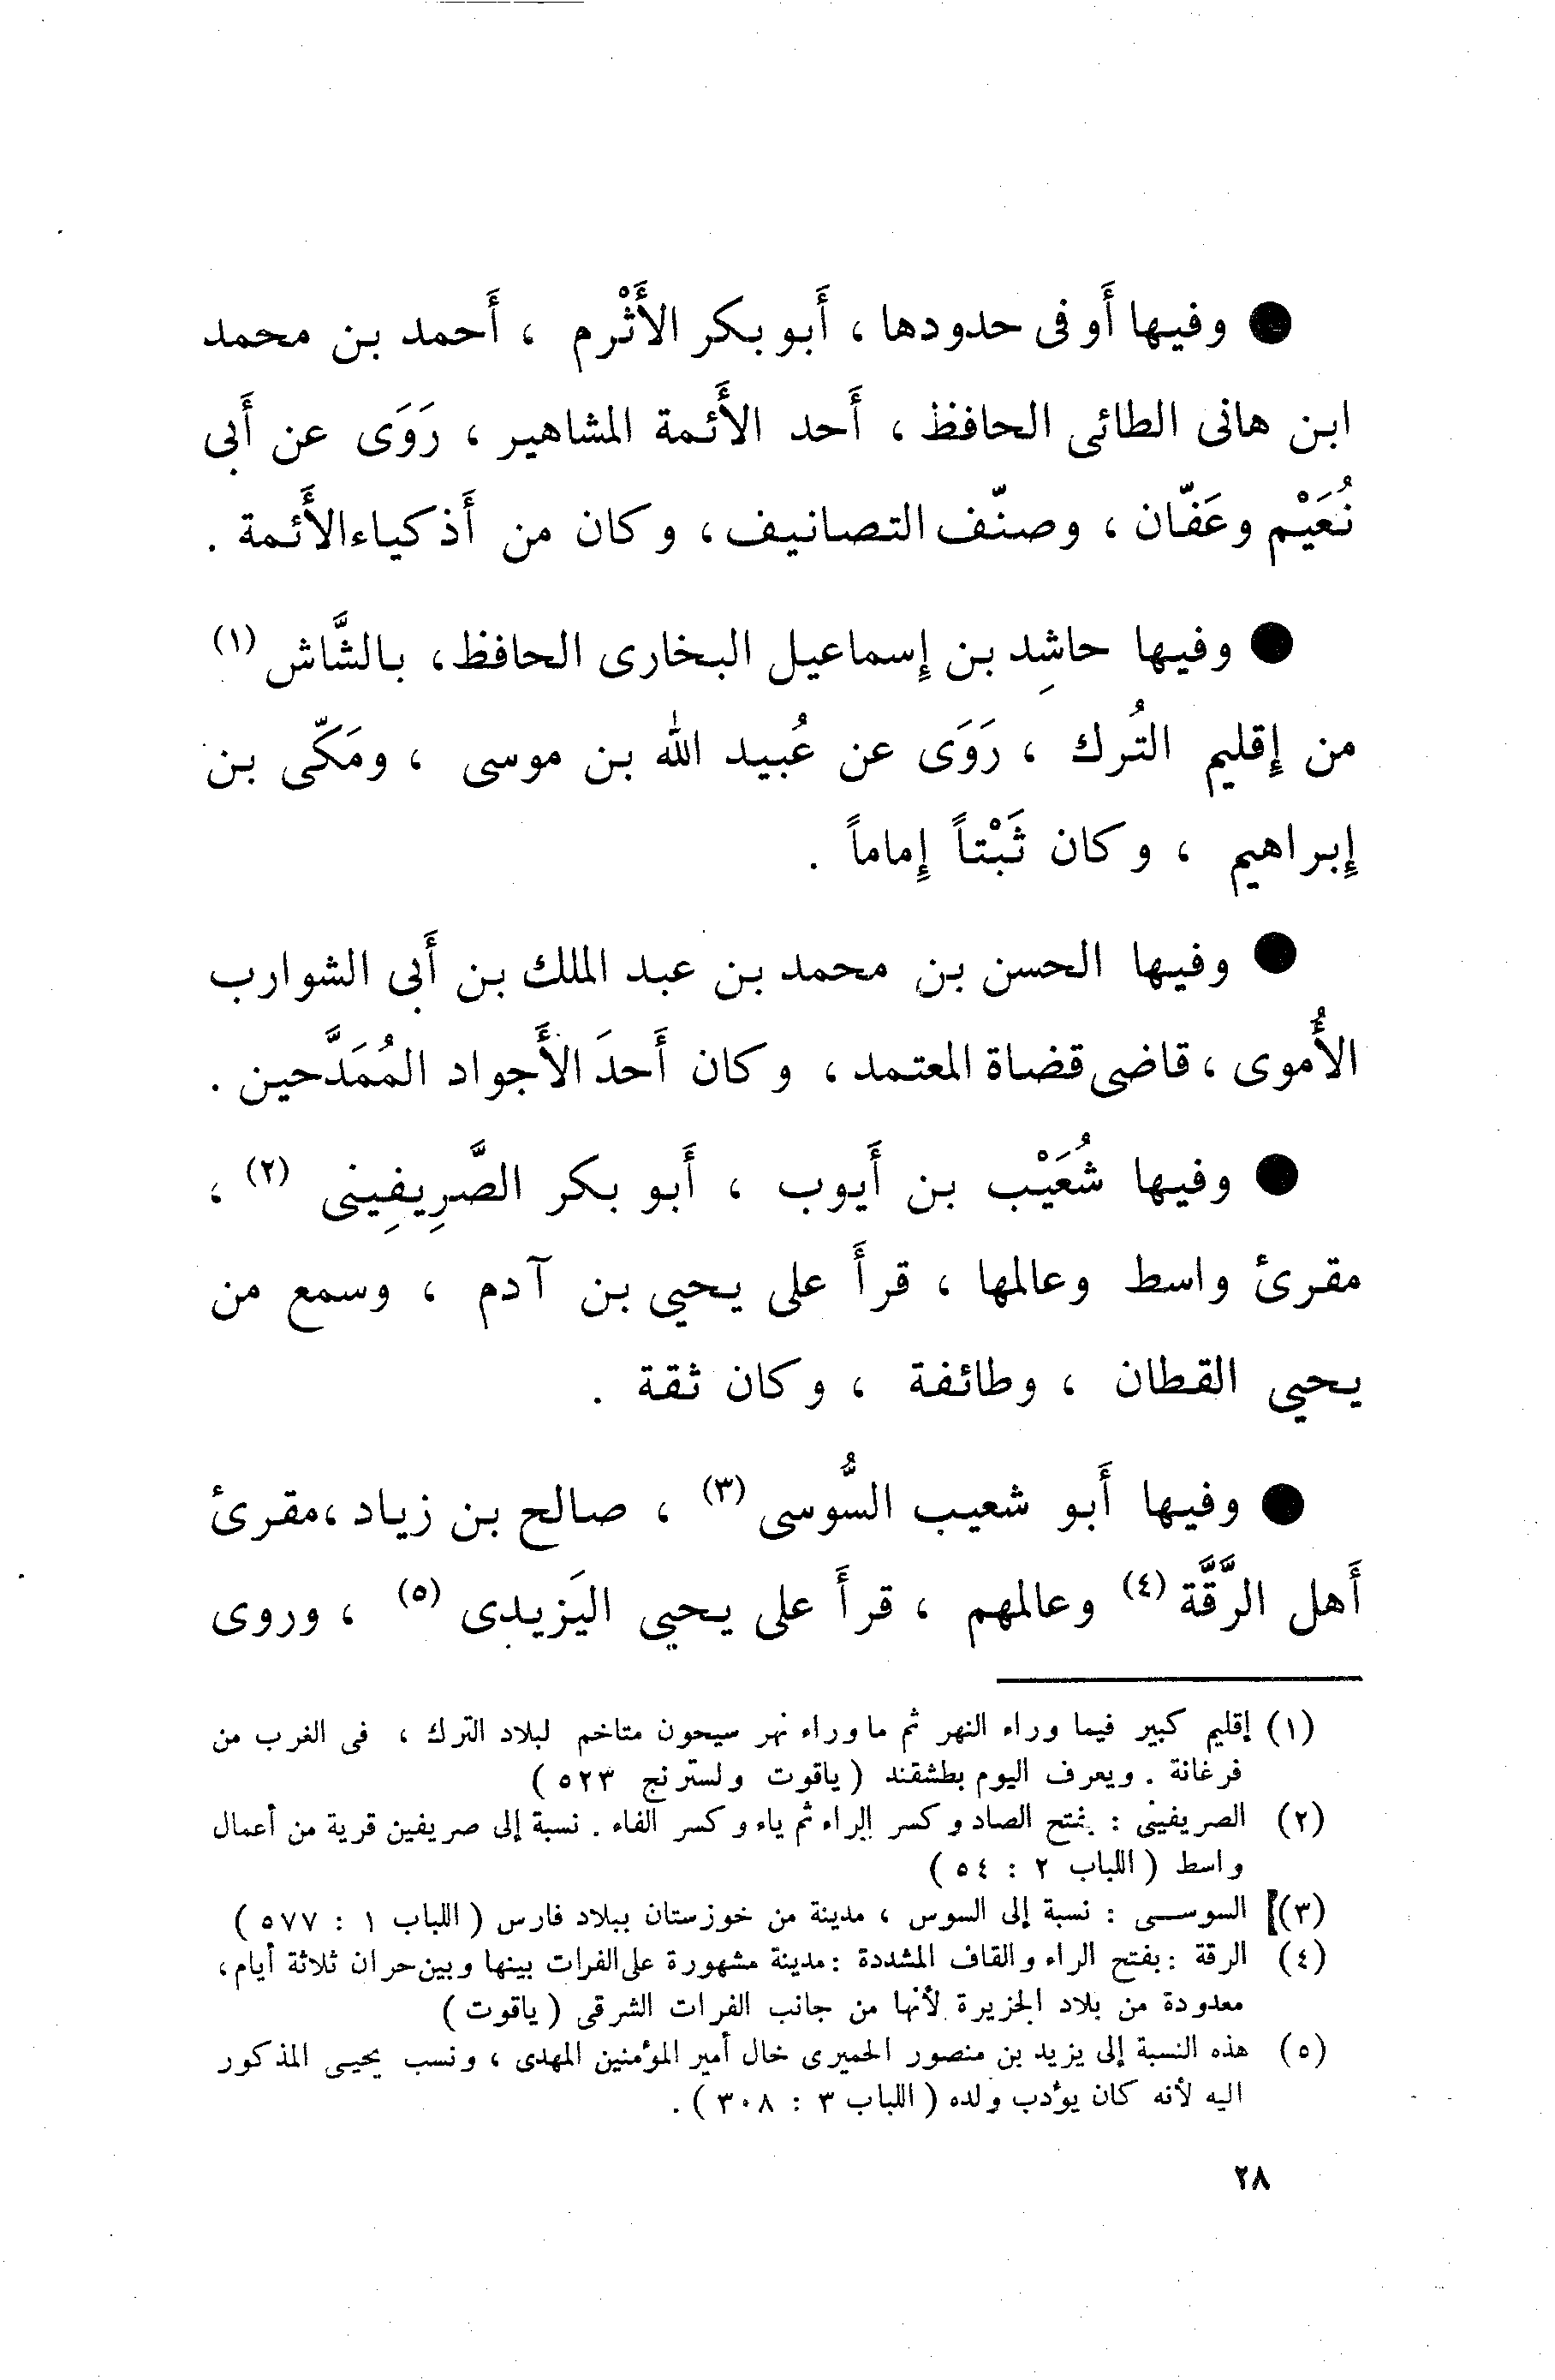 ● وفيها أَو فى حدودها ، أَبو بكر الأَثْرم ، أَحمد بن محمد
ابن هانى الطائى الحافظ ، أَحد الأَئمة المشاهير ، رَوَى عن أَبى
نُعَيْم وعَفّان ، وصنّف التصانيف ، وكان من أَذكياء الأَئمة .
● وفيها حاشِد بن إِسماعيل البخارى الحافظ ، بالشَّاش (١)
من إِقليم التُرك ، رَوَى عن عُبيد الله بن موسى ، ومَكّى بن
إِبراهيم ، وكان ثَبْتاً إِماماً .
● وفيها الحسن بن محمد بن عبد الملك بن أَبى الشوارب
الأُموى ، قاضى قضاة المعتمد ، وكان أَحدَ الأَجواد المُمَدَّحين .
● وفيها شُعَيْب بن أَيوب ، أَبو بكر الصَّرِيفِينى (٢) ،
مقرئ واسط وعالمها ، قرأَ على يحيى بن آدم ، وسمع من
يحيى القطان ، وطائفة ، وكان ثقة .
● وفيها أَبو شعيب السُّوسى (٣) ، صالح بن زياد ، مقرئ
أَهل الرَّقَّة (٤) وعالمهم ، قرأَ على يحيى اليَزيدى (٥) ، وروى
(١) إقليم كبير فيما وراء النهر ثم ما وراء نهر سيحون متاخم لبلاد الترك ، فى الغرب من
فرغانة . ويعرف اليوم بطشقند ( ياقوت ولسترنج ٥٢٣ )
(٢) الصريفينى : بفتح الصاد وكسر الراء ثم ياء وكسر الفاء . نسبة إلى صريفين قرية من أعمال
واسط ( اللباب ٢ : ٥٤ )
(٣) السوسى : نسبة إلى السوس ، مدينة من خوزستان ببلاد فارس ( اللباب ١ : ٥٧٧ )
(٤) الرقة : بفتح الراء والقاف المشددة : مدينة مشهورة على الفرات بينها وبين حران ثلاثة أيام ،
معدودة من بلاد الجزيرة لأنها من جانب الفرات الشرقى ( ياقوت )
(٥) هذه النسبة إلى يزيد بن منصور الحميرى خال أمير المؤمنين المهدى ، ونسب يحيى المذكور
اليه لأنه كان يؤدب ولده ( اللباب ٣ : ٣٠٨ ) .
٢٨